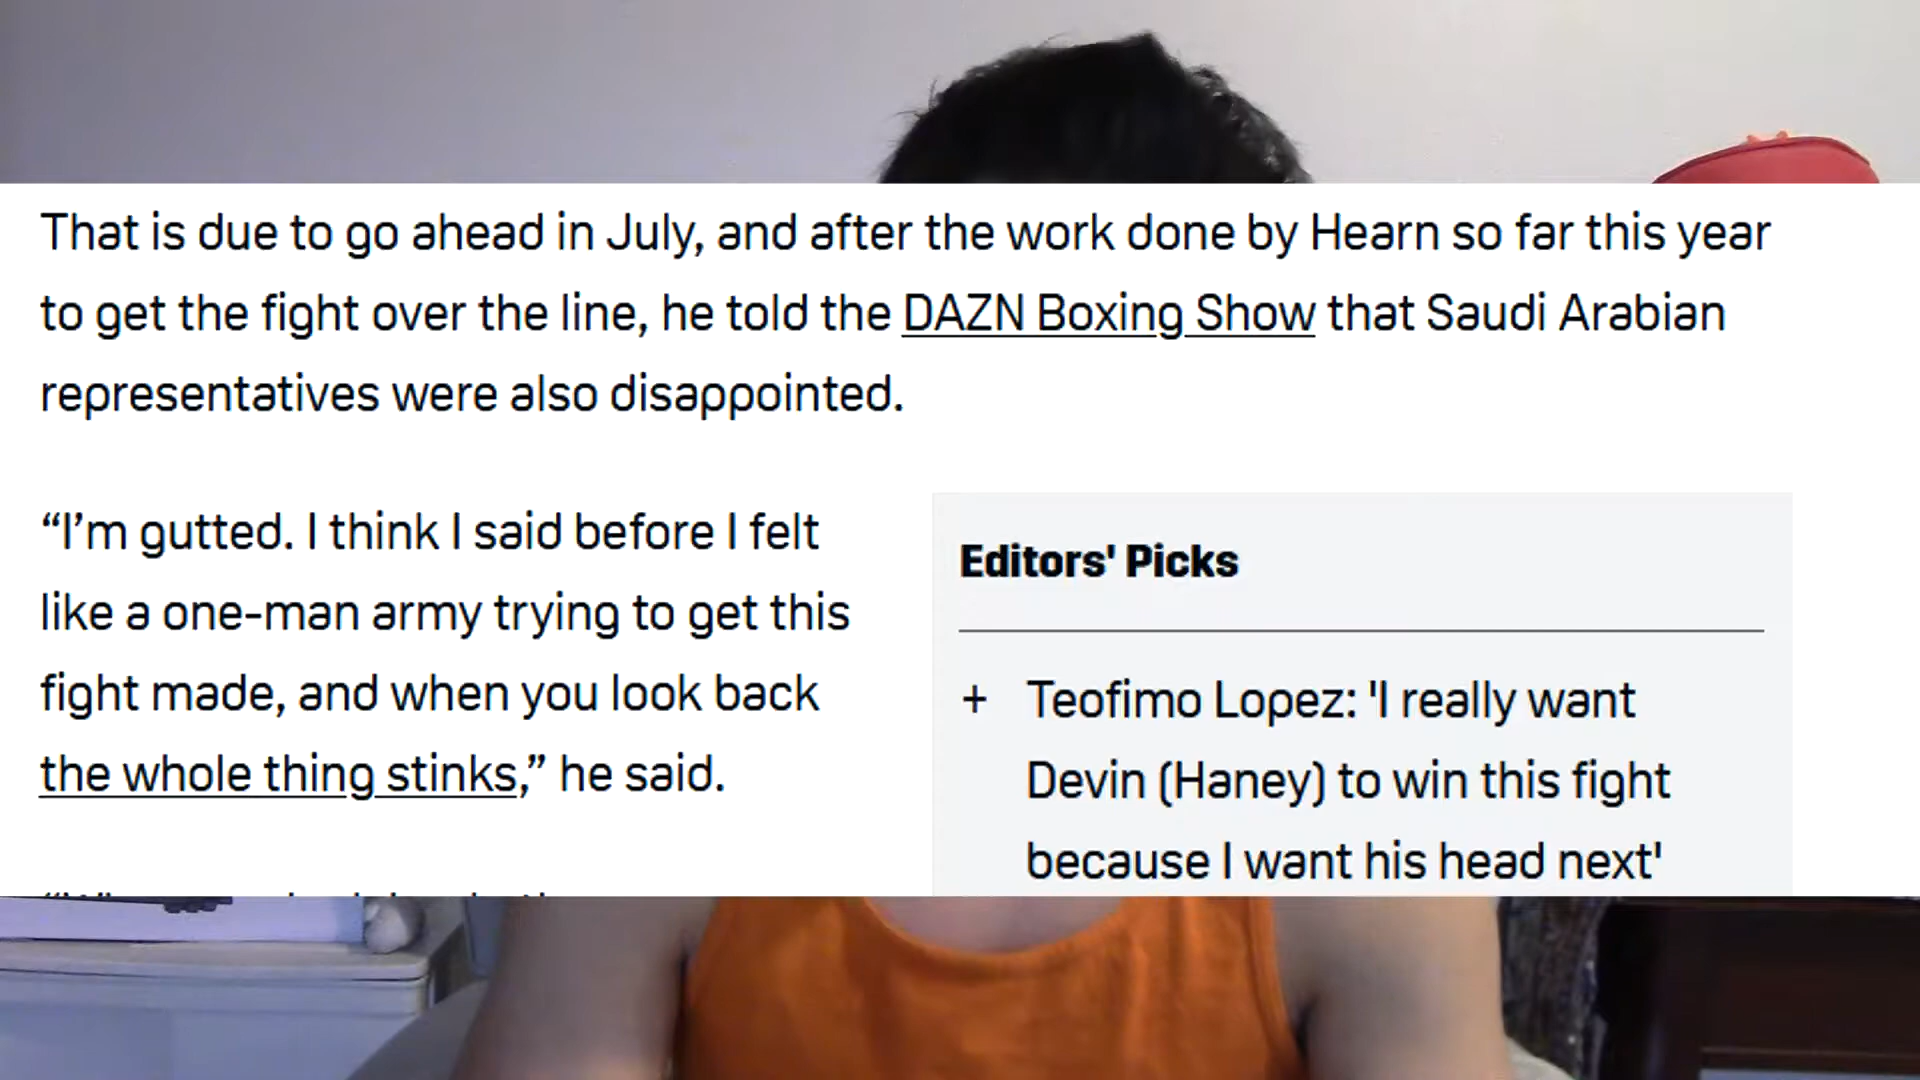 That is due to go ahead in July, and after the work done by Hearn so far this year
to get the fight over the line, he told the DAZN Boxing Show that Saudi Arabian
representatives were also disappointed.
“I’m gutted. I think I said before I felt
like a one-man army trying to get this
fight made, and when you look back
the whole thing stinks,” he said.
Editors' Picks
+ Teofimo Lopez: 'I really want
Devin (Haney) to win this fight
because I want his head next'